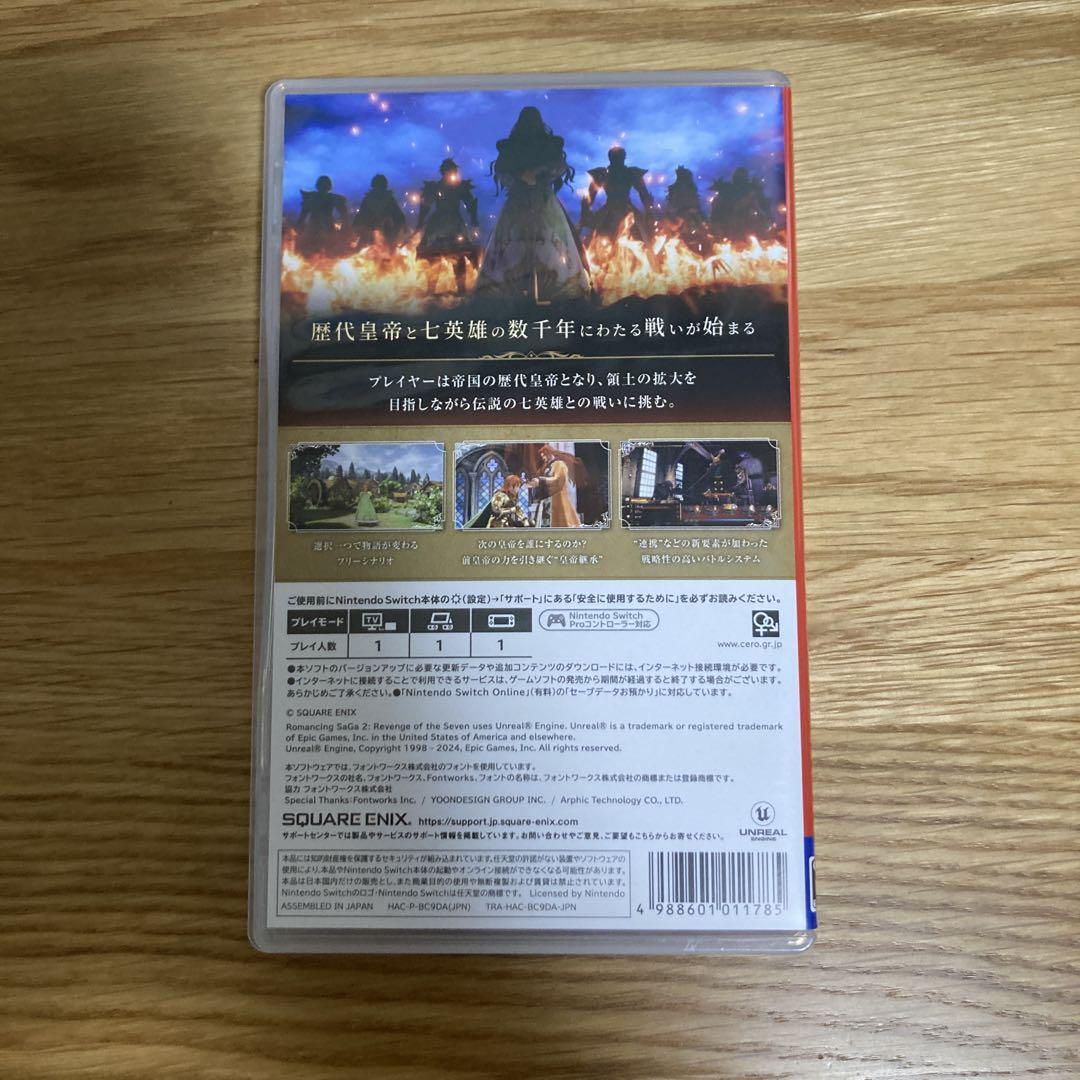 歴代皇帝と七英雄の数千年にわたる戦いが始まる
プレイヤーは帝国の歴代皇帝となり、領土の拡大を
目指しながら伝説の七英雄との戦いに挑む。
選択一つで物語が変わる
フリーシナリオ
次の皇帝を誰にするのか?
前皇帝の力を引き継ぐ"皇帝継承"
"連携"などの新要素が加わった
戦略性の高いバトルシステム
ご使用前にNintendo Switch本体の(設定)→「サポート」にある「安全に使用するために」を必ずお読みください。
プレイモード TV
プレイ人数 1 1 1
Nintendo Switch
Proコントローラー対応
www.cero.gr.jp
●本ソフトのバージョンアップに必要な更新データや追加コンテンツのダウンロードには、インターネット接続環境が必要です。
●インターネットに接続することで利用できるサービスは、ゲームソフトの発売から期間が経過すると終了する場合がございます。
あらかじめご了承ください。●「Nintendo Switch Online」(有料)の「セーブデータお預かり」に対応しています。
© SQUARE ENIX
Romancing SaGa 2: Revenge of the Seven uses Unreal® Engine. Unreal® is a trademark or registered trademark
of Epic Games, Inc. in the United States of America and elsewhere.
Unreal® Engine, Copyright 1998 – 2024, Epic Games, Inc. All rights reserved.
本ソフトウェアでは、フォントワークス株式会社のフォントを使用しています。
フォントワークスの社名、フォントワークス、Fontworks、フォントの名称は、フォントワークス株式会社の商標または登録商標です。
協力 フォントワークス株式会社
Special Thanks:Fontworks Inc. / YOONDESIGN GROUP INC. / Arphic Technology CO., LTD.
SQUARE ENIX. https://support.jp.square-enix.com
サポートセンターでは製品やサービスのサポート情報を掲載しています。お問い合わせやご意見、ご要望もこちらからお寄せください。
UNREAL
ENGINE
本品には知的財産権を保護するセキュリティが組み込まれています。任天堂の許諾がない装置やソフトウェアの
使用により、本品やNintendo Switch本体の起動やオンライン接続ができなくなる可能性があります。
本品は日本国内だけの販売とし、また商業目的の使用や無断複製および賃貸は禁止されています。
Nintendo Switchのロゴ・Nintendo Switchは任天堂の商標です。 Licensed by Nintendo
ASSEMBLED IN JAPAN HAC-P-BC9DA(JPN) TRA-HAC-BC9DA-JPN
4 988601 011785